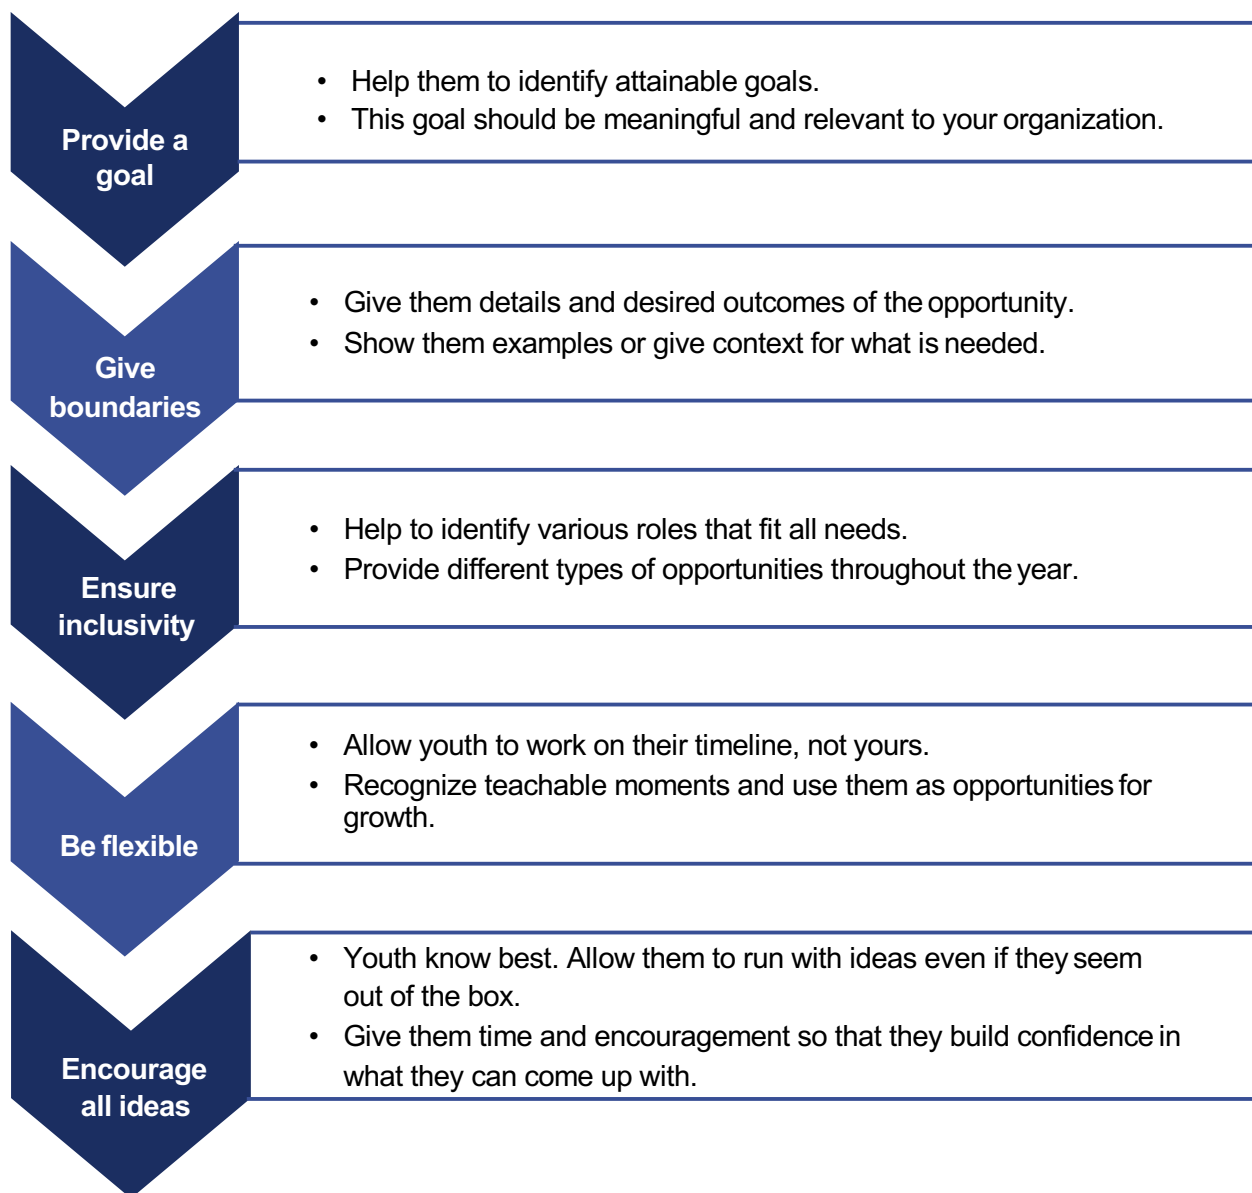 Provide a
goal
• Help them to identify attainable goals.
• This goal should be meaningful and relevant to your organization.
Give
boundaries
• Give them details and desired outcomes of the opportunity.
• Show them examples or give context for what is needed.
Ensure
inclusivity
• Help to identify various roles that fit all needs.
• Provide different types of opportunities throughout the year.
Be flexible
• Allow youth to work on their timeline, not yours.
• Recognize teachable moments and use them as opportunities for
growth.
Encourage
all ideas
• Youth know best. Allow them to run with ideas even if they seem
out of the box.
• Give them time and encouragement so that they build confidence in
what they can come up with.